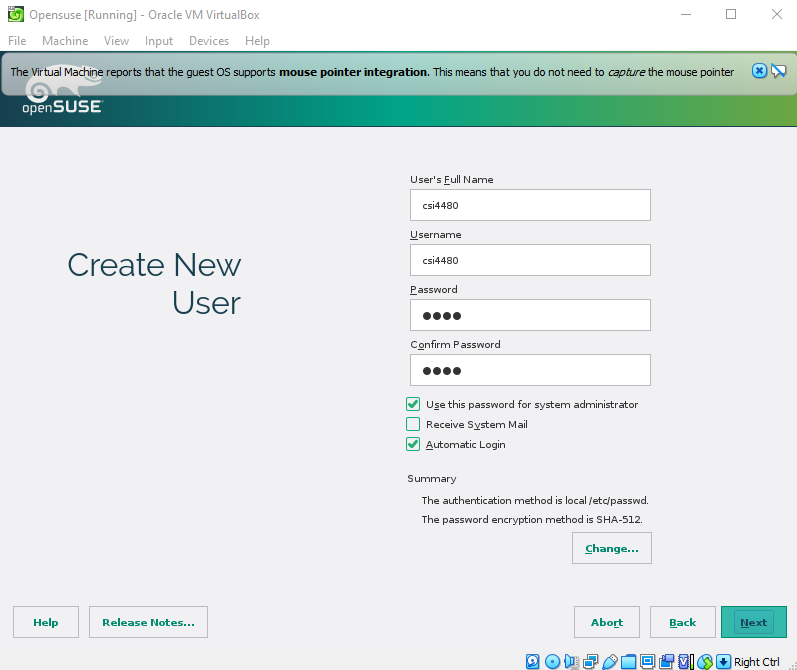 Opensuse [Running] - Oracle VM VirtualBox
File Machine View Input Devices Help
The Virtual Machine reports that the guest OS supports mouse pointer integration. This means that you do not need to capture the mouse pointer
openSUSE
Create New
User
User's Full Name
csi4480
Username
csi4480
Password
●●●●
Confirm Password
●●●●
Use this password for system administrator
Receive System Mail
Automatic Login
Summary
The authentication method is local /etc/passwd.
The password encryption method is SHA-512.
Change...
Help Release Notes... Abort Back Next
Right Ctrl